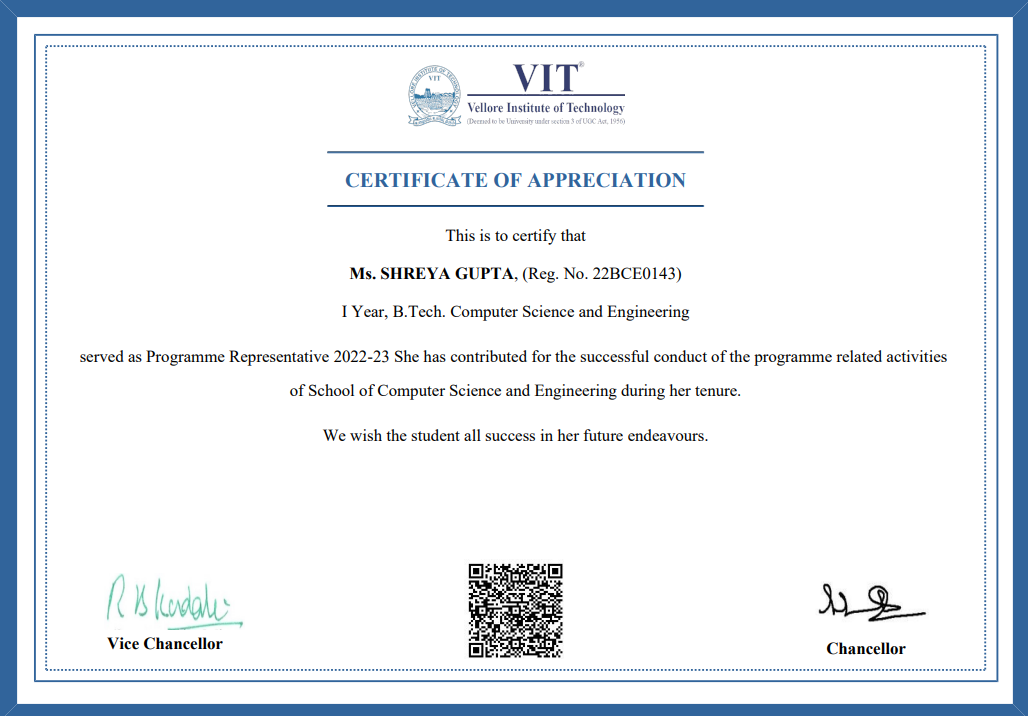 VELLORE INSTITUTE OF TECHNOLOGY
VIT
VIT®
Vellore Institute of Technology
(Deemed to be University under section 3 of UGC Act, 1956)
CERTIFICATE OF APPRECIATION
This is to certify that
Ms. SHREYA GUPTA, (Reg. No. 22BCE0143)
I Year, B.Tech. Computer Science and Engineering
served as Programme Representative 2022-23 She has contributed for the successful conduct of the programme related activities
of School of Computer Science and Engineering during her tenure.
We wish the student all success in her future endeavours.
Vice Chancellor
Chancellor